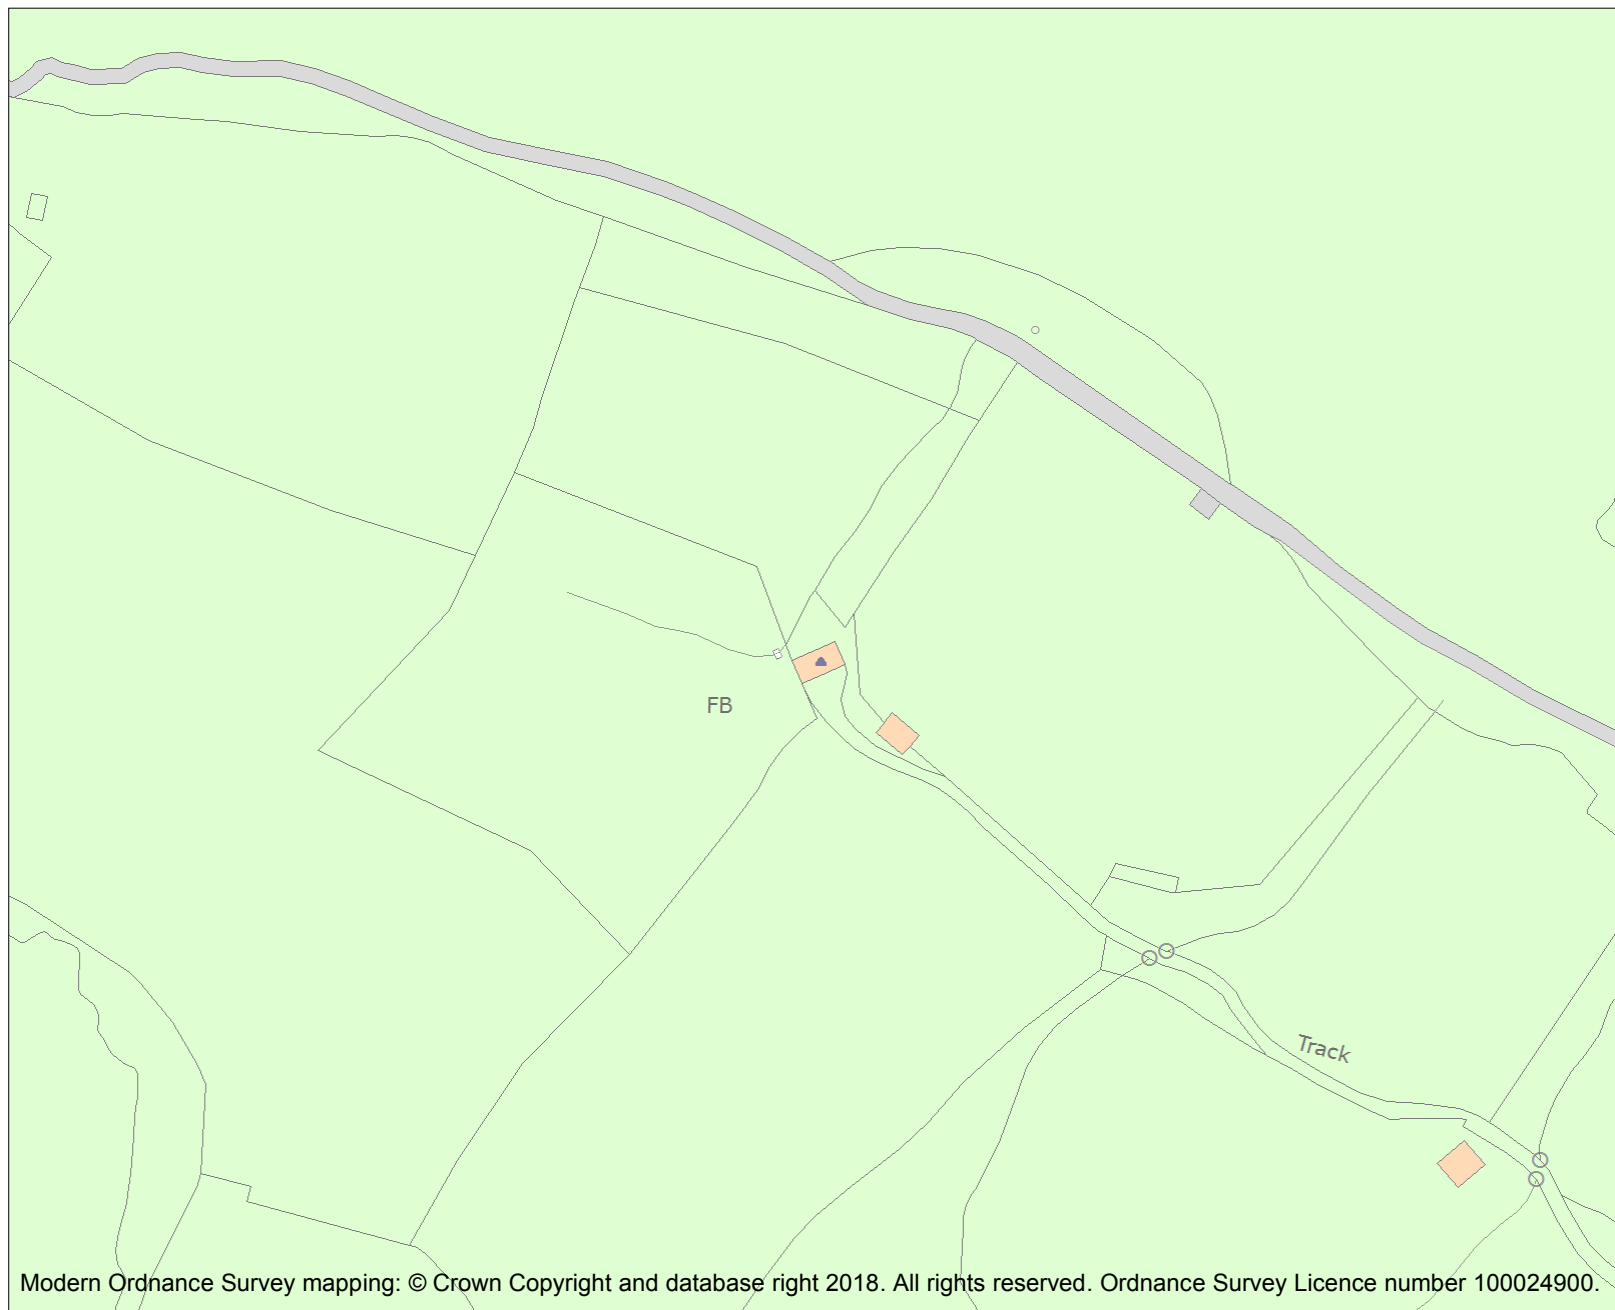 FB
Track
Modern Ordnance Survey mapping: © Crown Copyright and database right 2018. All rights reserved. Ordnance Survey Licence number 100024900.